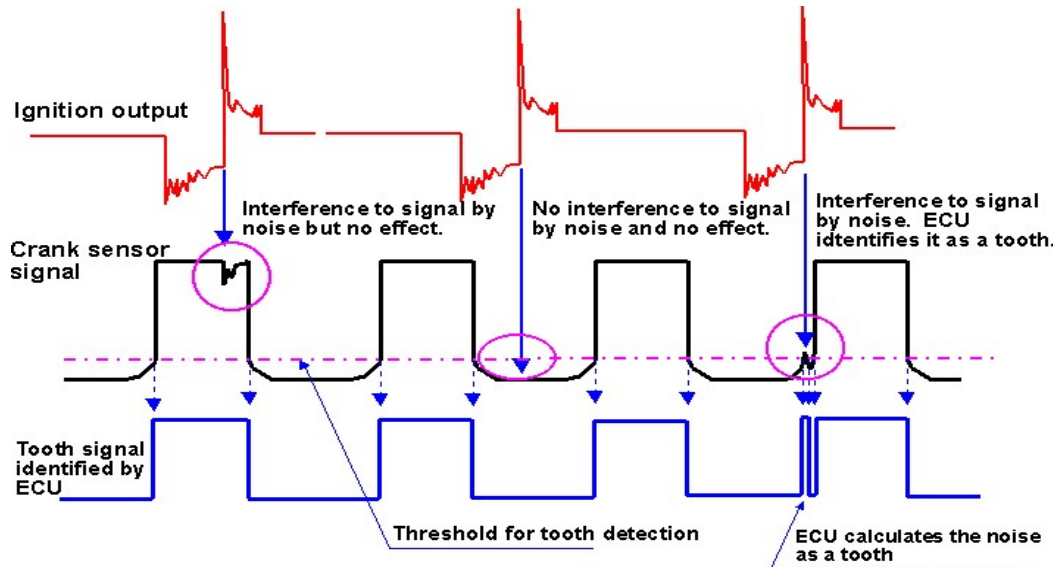 Ignition output
Interference to signal by
noise but no effect.
No interference to signal
by noise and no effect.
Interference to signal
by noise. ECU
idtentifies it as a tooth.
Crank sensor
signal
Tooth signal
identified by
ECU
Threshold for tooth detection
ECU calculates the noise
as a tooth